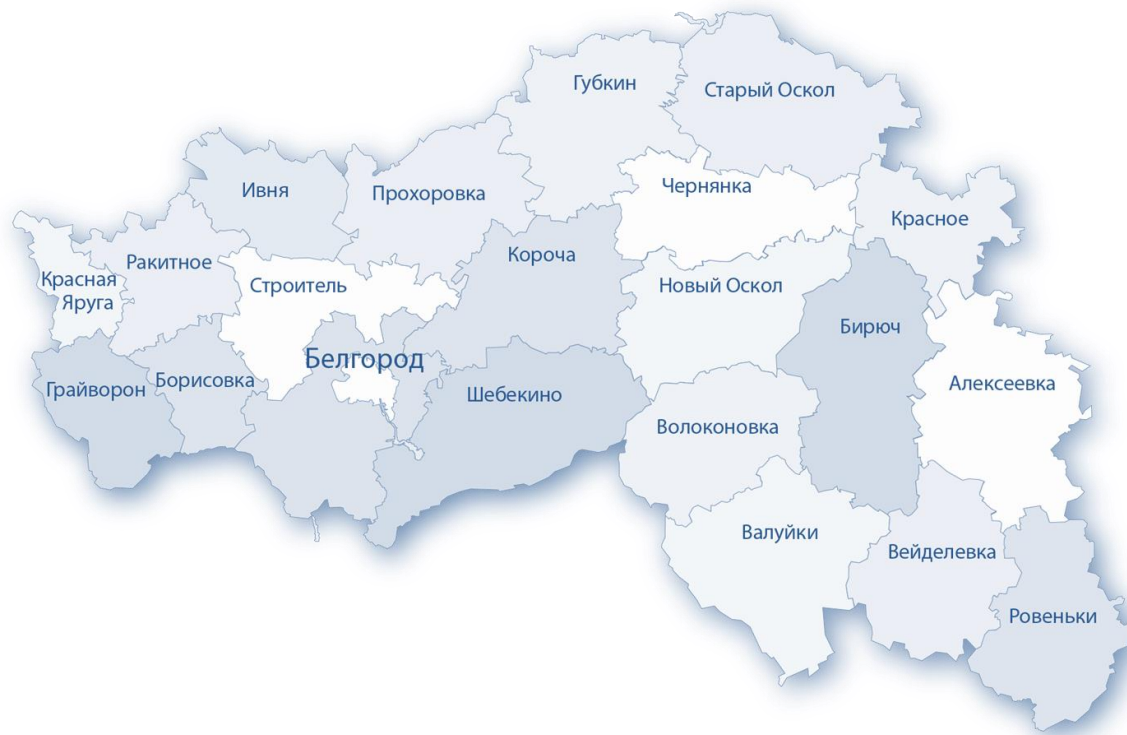 Губкин
Старый Оскол
Ивня
Прохоровка
Чернянка
Красное
Ракитное
Короча
Красная
Яруга
Строитель
Новый Оскол
Бирюч
Белгород
Грайворон
Борисовка
Шебекино
Алексеевка
Волоконовка
Валуйки
Вейделевка
Ровеньки